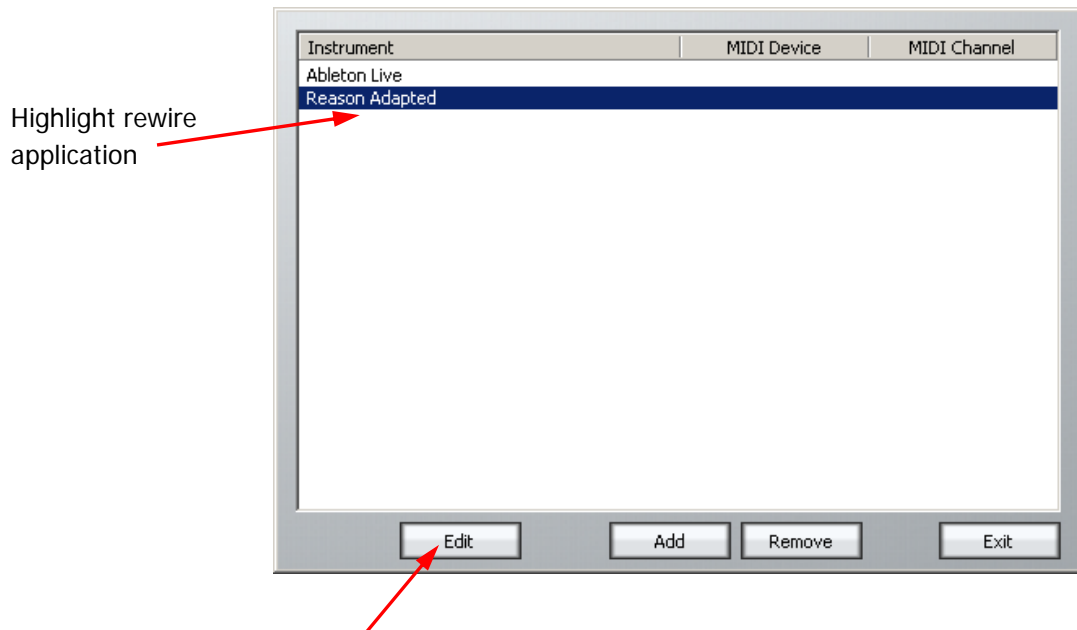 Instrument MIDI Device MIDI Channel
Ableton Live
Reason Adapted
Highlight rewire
application
Edit Add Remove Exit